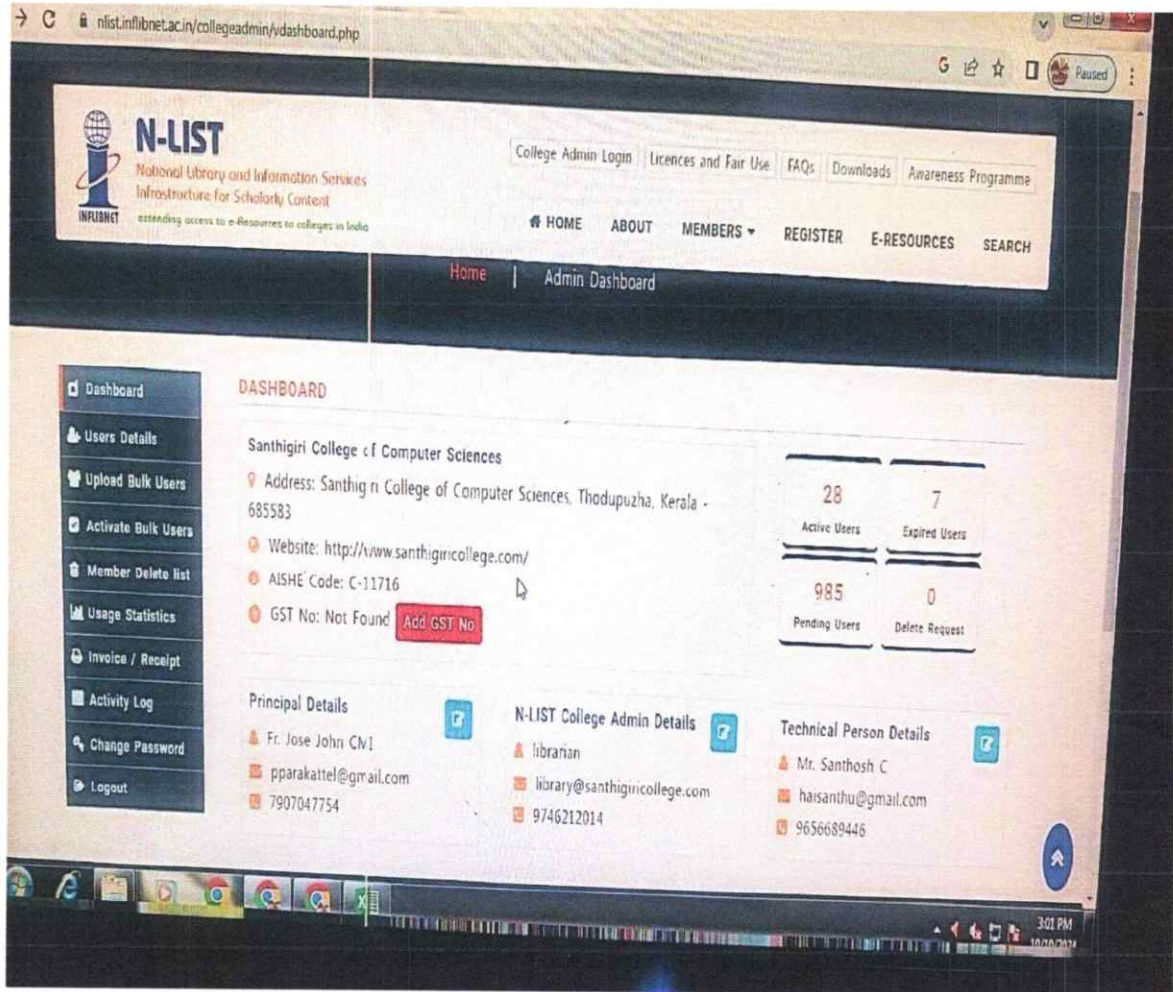 nlist.inflibnet.ac.in/collegeadmin/vdashboard.php
G
Paused
N-LIST
National Library and Information Services
Infrastructure for Scholarly Content
extending access to e-Resources to colleges in India
INFLIBNET
College Admin Login
Licences and Fair Use
FAQs
Downloads
Awareness Programme
HOME
ABOUT
MEMBERS
REGISTER
E-RESOURCES
SEARCH
Home | Admin Dashboard
Dashboard
Users Details
Upload Bulk Users
Activate Bulk Users
Member Delete list
Usage Statistics
Invoice / Receipt
Activity Log
Change Password
Logout
DASHBOARD
Santhigiri College of Computer Sciences
Address: Santhigiri College of Computer Sciences, Thodupuzha, Kerala -
685583
Website: http://www.santhigiricollege.com/
AISHE Code: C-11716
GST No: Not Found Add GST No
28
Active Users
7
Expired Users
985
Pending Users
0
Delete Request
Principal Details
Fr. Jose John CMI
pparakattel@gmail.com
7907047754
N-LIST College Admin Details
librarian
library@santhigiricollege.com
9746212014
Technical Person Details
Mr. Santhosh C
haisanthu@gmail.com
9656689446
3:01 PM
10/10/2024